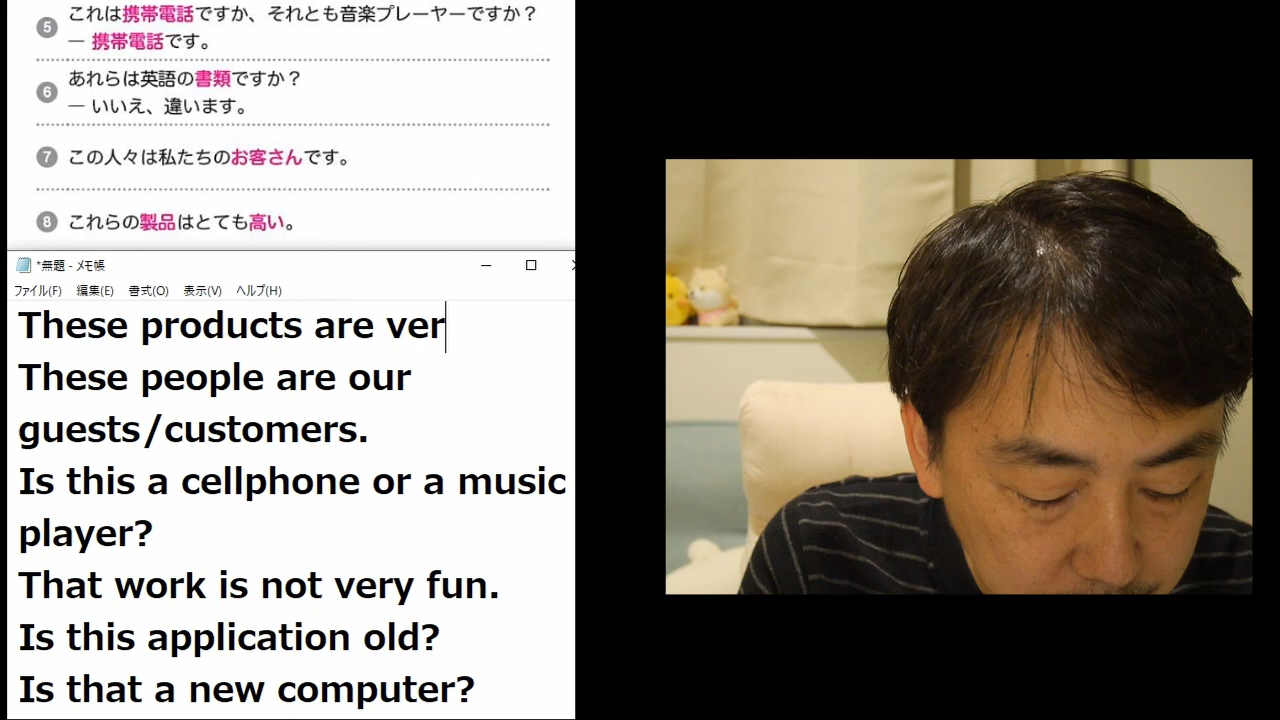 5 これは携帯電話ですか、それとも音楽プレーヤーですか?
― 携帯電話です。
6 あれらは英語の書類ですか?
― いいえ、違います。
7 この人々は私たちのお客さんです。
8 これらの製品はとても高い。
*無題 - メモ帳
ファイル(F) 編集(E) 書式(O) 表示(V) ヘルプ(H)
These products are ver
These people are our
guests/customers.
Is this a cellphone or a music
player?
That work is not very fun.
Is this application old?
Is that a new computer?